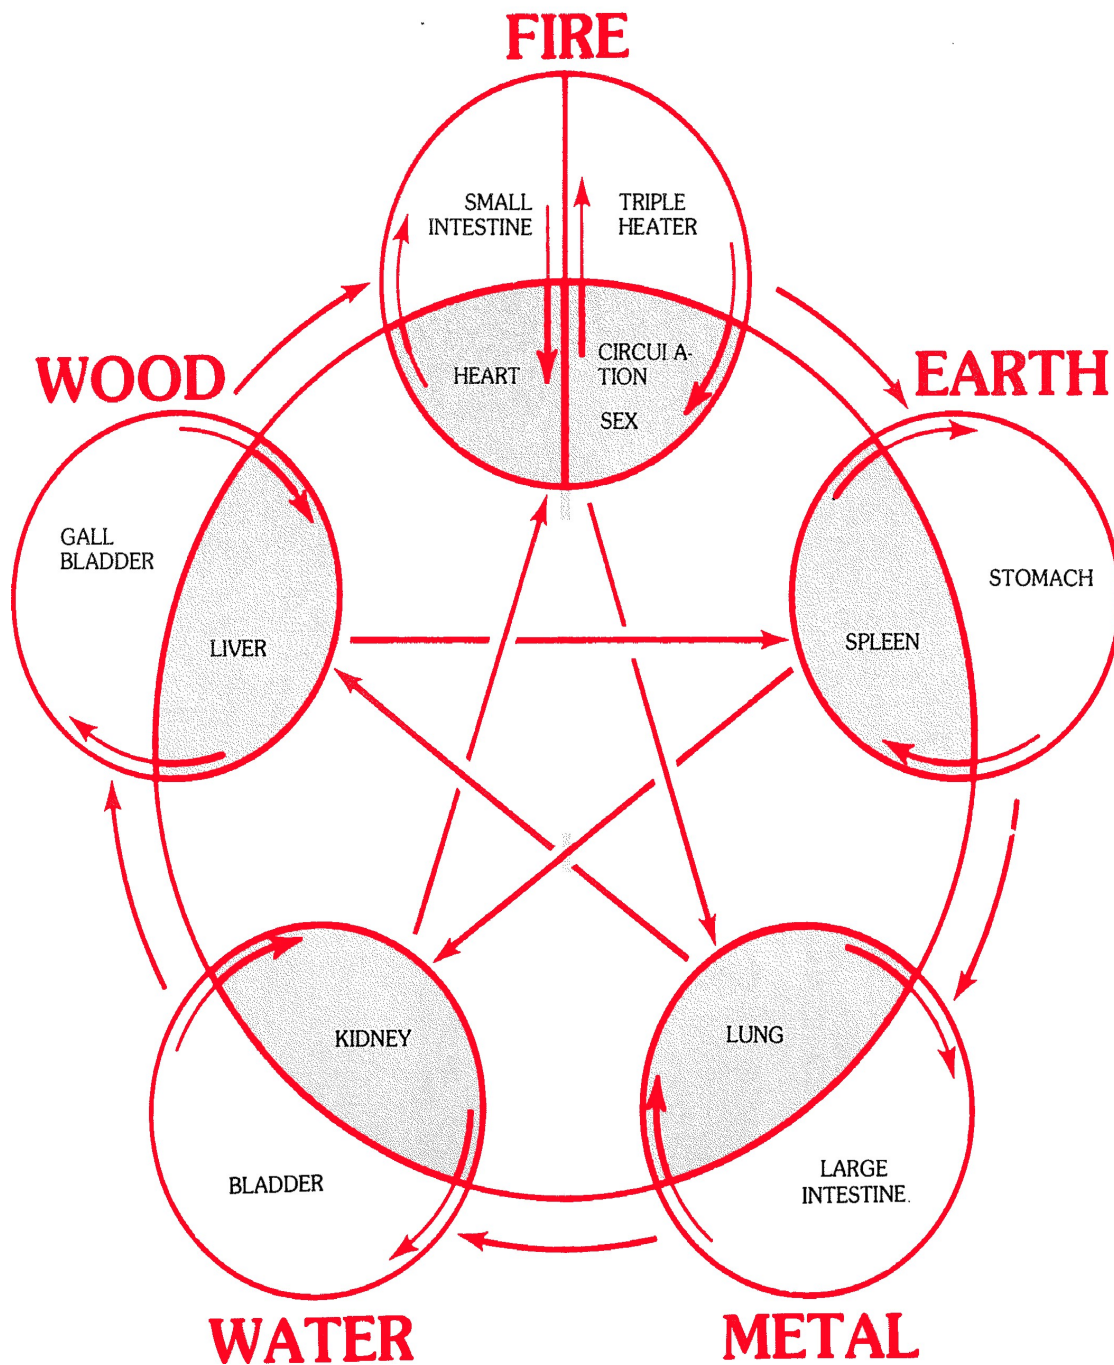 FIRE
SMALL
INTESTINE
TRIPLE
HEATER
HEART
CIRCUI A-
TION
SEX
WOOD
EARTH
GALL
BLADDER
LIVER
SPLEEN
STOMACH
KIDNEY
LUNG
BLADDER
LARGE
INTESTINE.
WATER
METAL